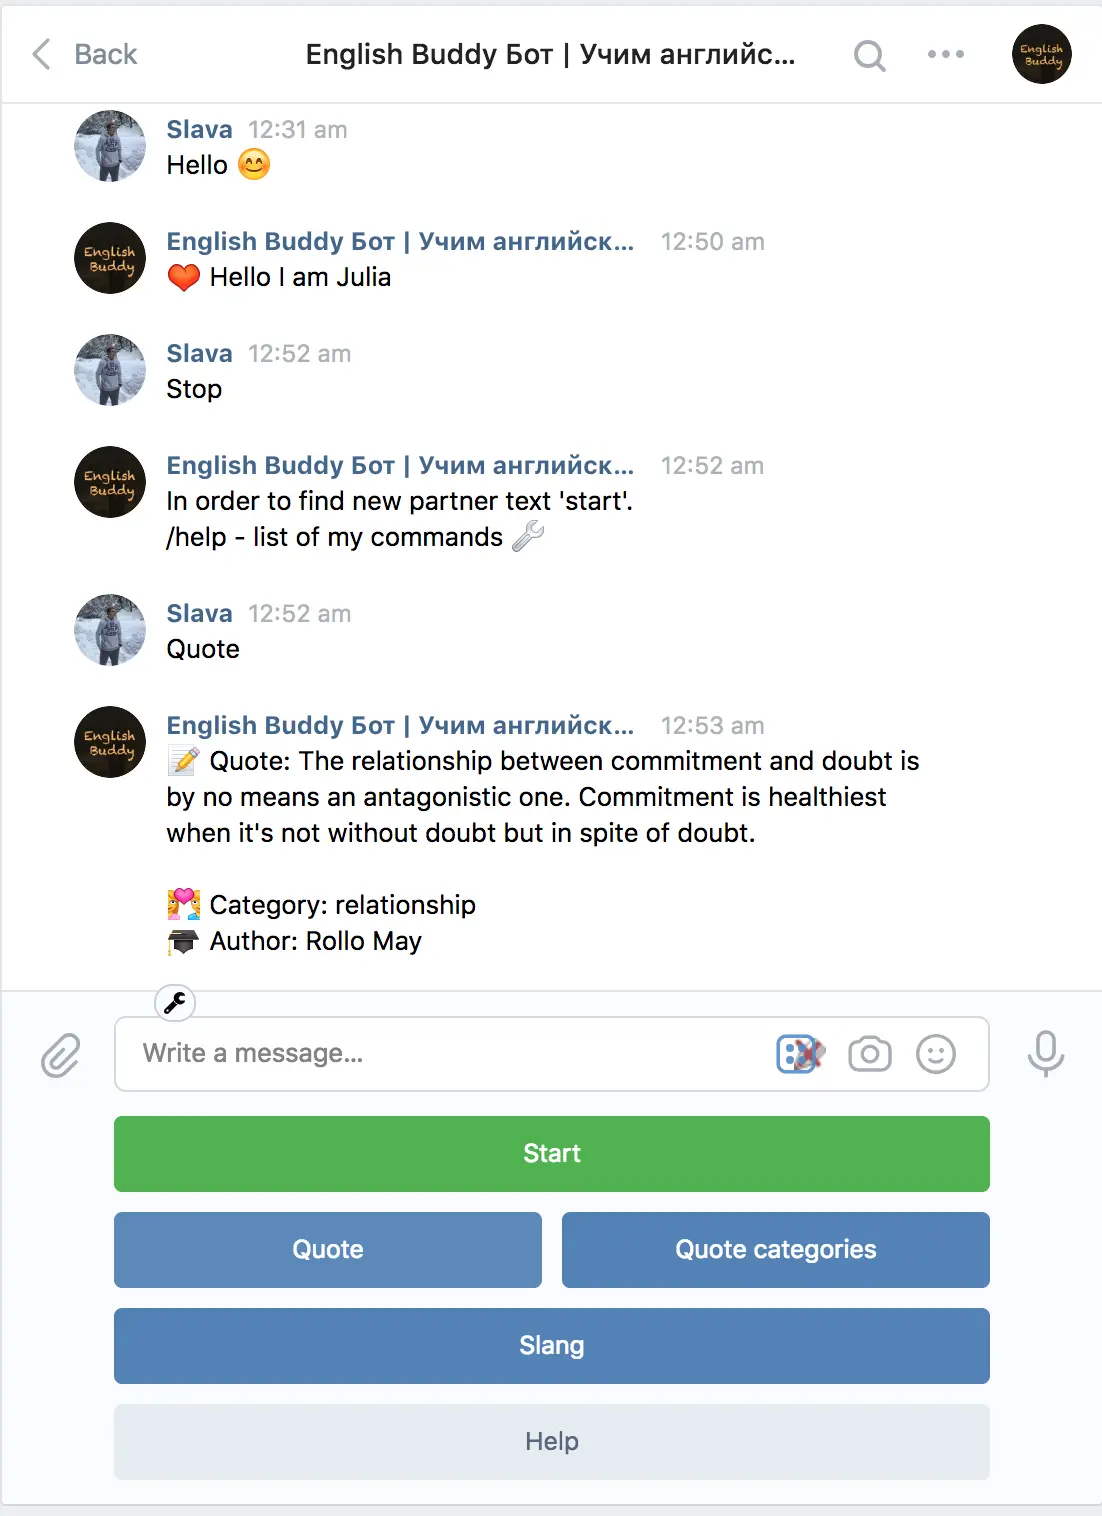 Back
English Buddy Бот | Учим английс...
English
Buddy
Slava 12:31 am
Hello 😊
English
Buddy
English Buddy Бот | Учим английск... 12:50 am
❤️ Hello I am Julia
Slava 12:52 am
Stop
English
Buddy
English Buddy Бот | Учим английск... 12:52 am
In order to find new partner text 'start'.
/help - list of my commands 🔧
Slava 12:52 am
Quote
English
Buddy
English Buddy Бот | Учим английск... 12:53 am
📝 Quote: The relationship between commitment and doubt is
by no means an antagonistic one. Commitment is healthiest
when it's not without doubt but in spite of doubt.
👩‍❤️‍👨 Category: relationship
🎓 Author: Rollo May
Write a message...
Start
Quote
Quote categories
Slang
Help